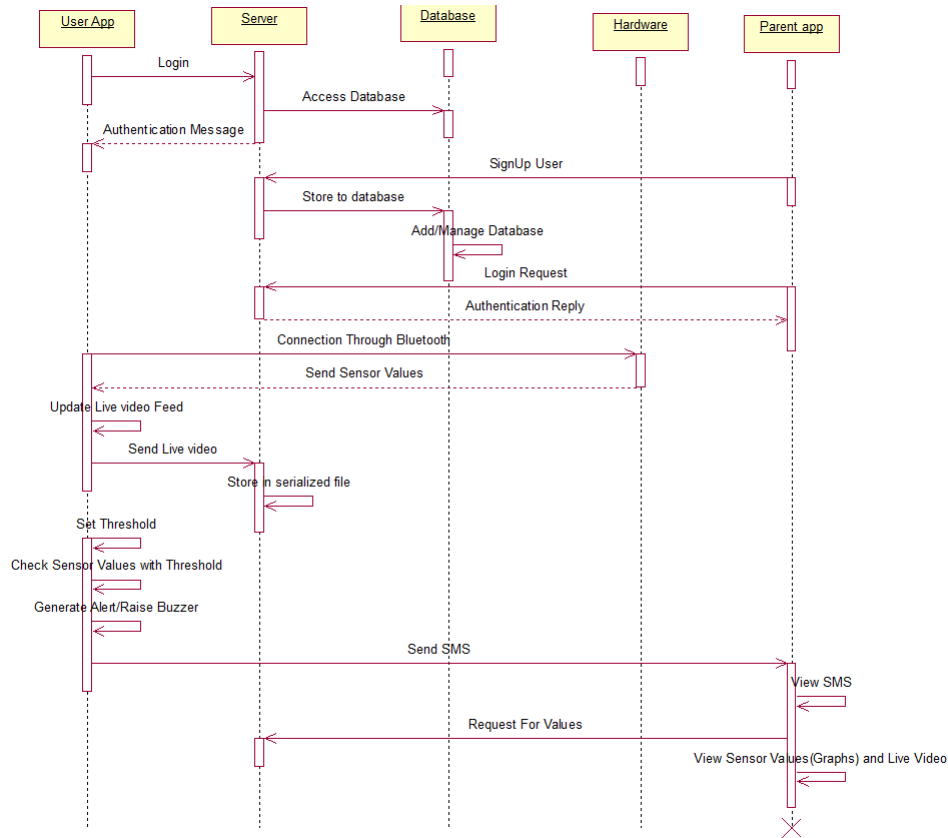 User App
Server
Database
Hardware
Parent app
Login
Access Database
Authentication Message
SignUp User
Store to database
Add/Manage Database
Login Request
Authentication Reply
Connection Through Bluetooth
Send Sensor Values
Update Live video Feed
Send Live video
Store in serialized file
Set Threshold
Check Sensor Values with Threshold
Generate Alert/Raise Buzzer
Send SMS
View SMS
Request For Values
View Sensor Values(Graphs) and Live Video